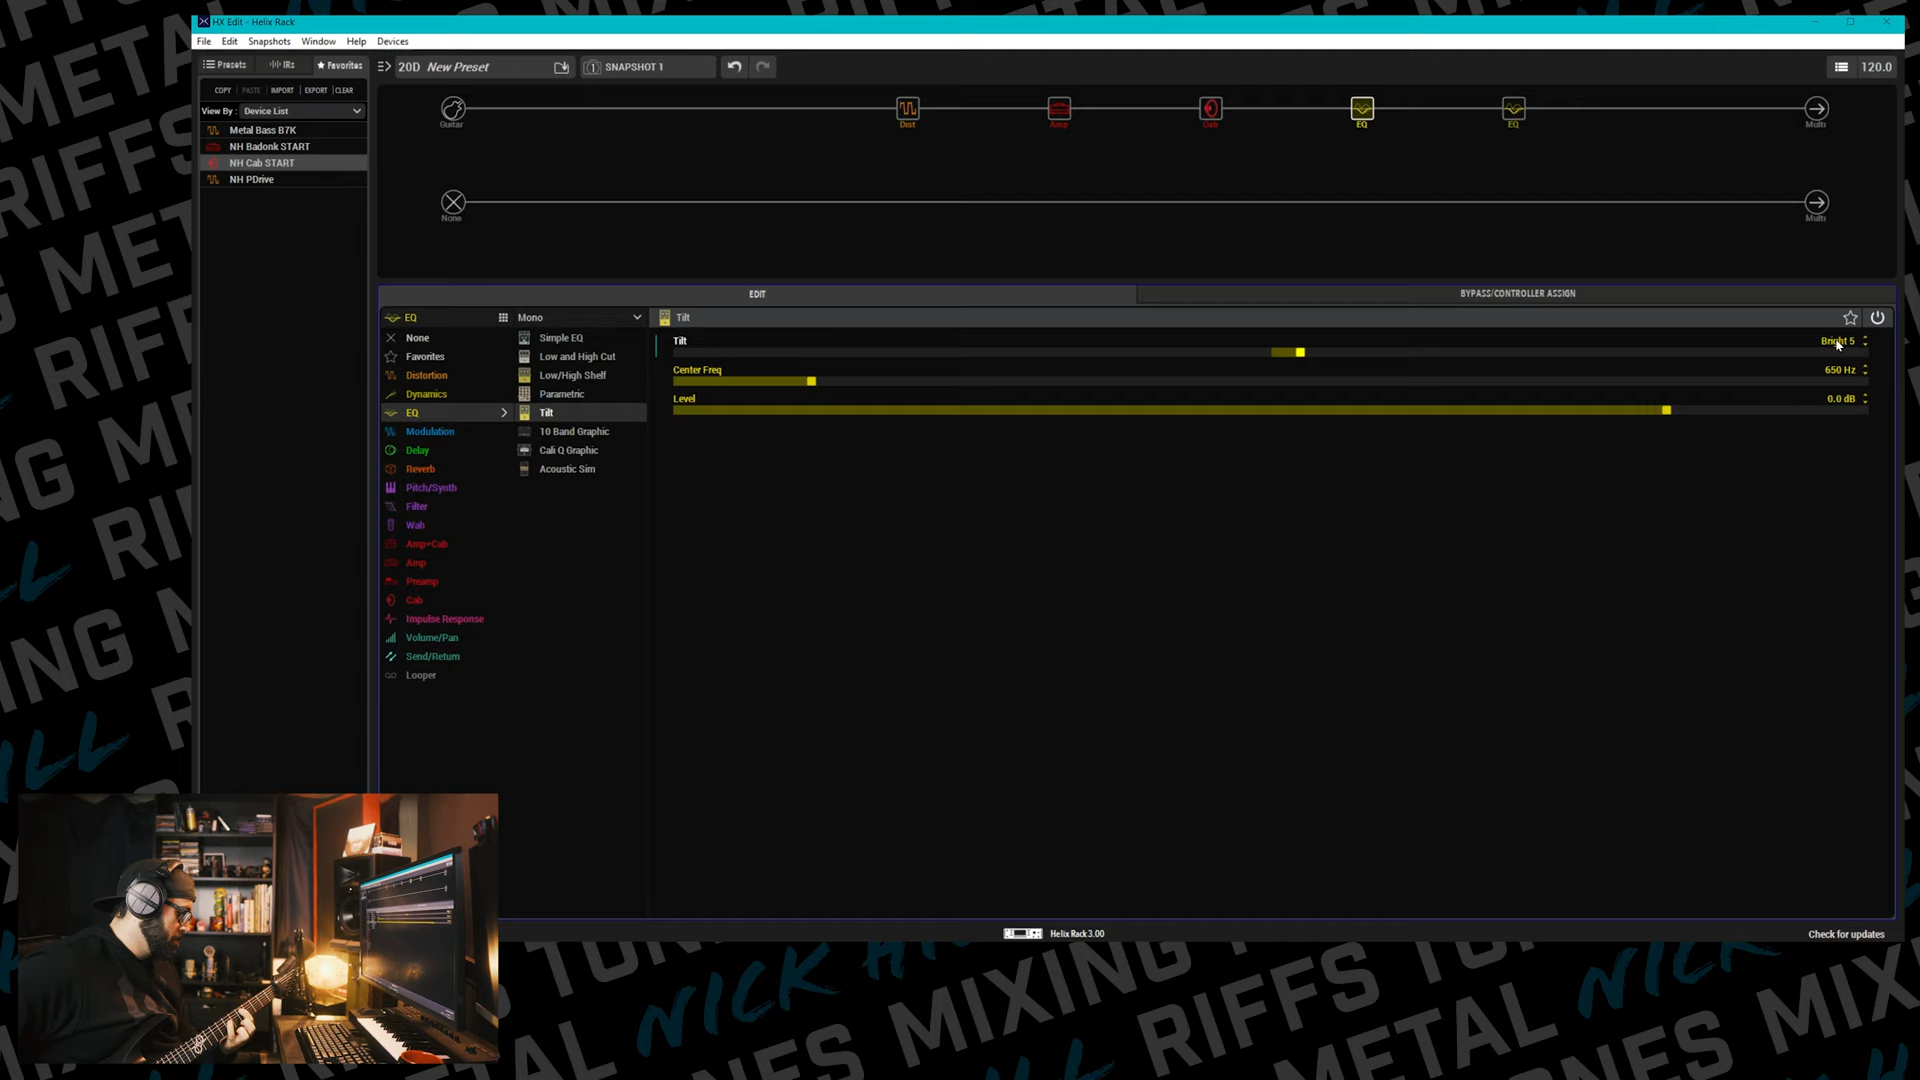 HX Edit - Helix Rack
File Edit Snapshots Window Help Devices
Presets IRs Favorites
20D New Preset
SNAPSHOT 1
120.0
COPY PASTE IMPORT EXPORT CLEAR
View By: Device List
Metal Bass B7K
NH Badonk START
NH Cab START
NH PDrive
Guitar
Dist
Amp
Cab
EQ
EQ
Multi
None
Multi
EDIT
BYPASS/CONTROLLER ASSIGN
EQ
Mono
Tilt
None
Favorites
Distortion
Dynamics
EQ
Modulation
Delay
Reverb
Pitch/Synth
Filter
Wah
Amp+Cab
Amp
Preamp
Cab
Impulse Response
Volume/Pan
Send/Return
Looper
Simple EQ
Low and High Cut
Low/High Shelf
Parametric
Tilt
10 Band Graphic
Cali Q Graphic
Acoustic Sim
Tilt
Bright 5
Center Freq
650 Hz
Level
0.0 dB
Helix Rack 3.00
Check for updates
METAL
RIFFS
MIXING
NICK
RIFFS
METAL